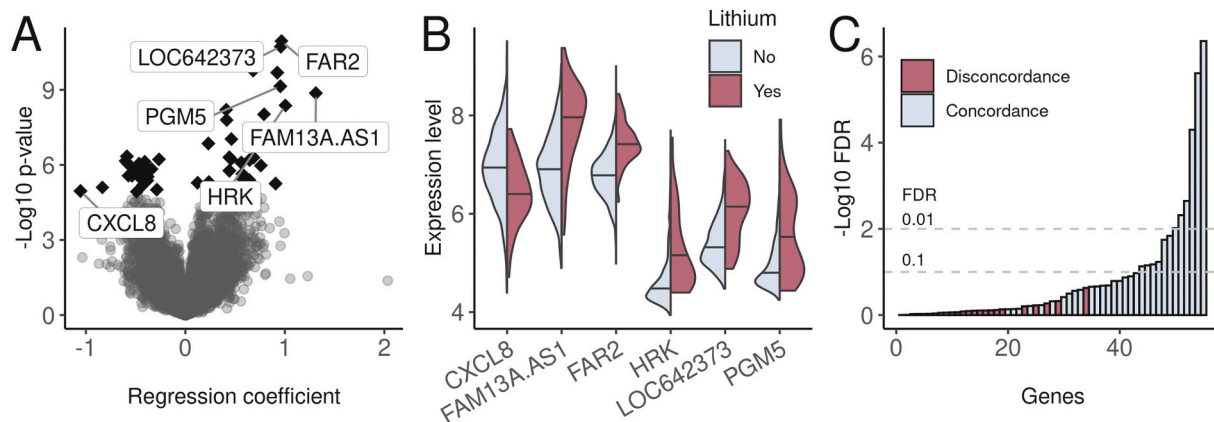 A
-Log10 p-value
9
6
3
0
LOC642373
FAR2
PGM5
FAM13A.AS1
HRK
CXCL8
-1
0
1
2
Regression coefficient
B
Lithium
No
Yes
Expression level
8
6
4
CXCL8
FAM13A.AS1
FAR2
HRK
LOC642373
PGM5
C
Disconcordance
Concordance
-Log10 FDR
6
4
2
0
FDR
0.01
0.1
0
20
40
Genes